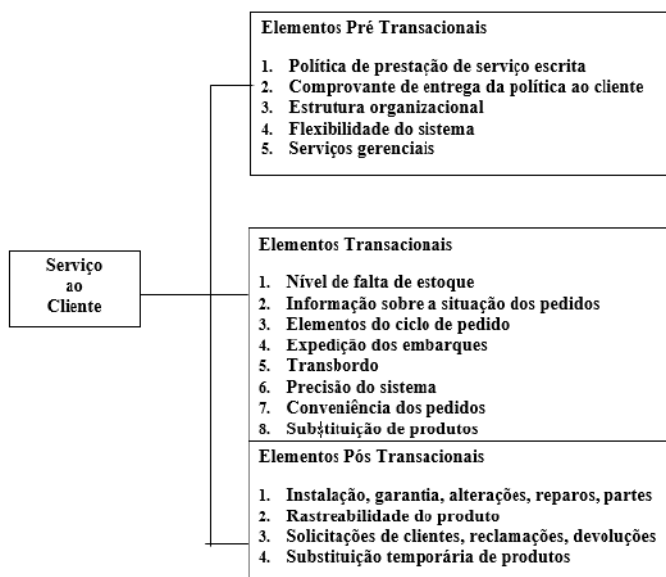 Elementos Pré Transacionais
1. Política de prestação de serviço escrita
2. Comprovante de entrega da política ao cliente
3. Estrutura organizacional
4. Flexibilidade do sistema
5. Serviços gerenciais
Serviço
ao
Cliente
Elementos Transacionais
1. Nível de falta de estoque
2. Informação sobre a situação dos pedidos
3. Elementos do ciclo de pedido
4. Expedição dos embarques
5. Transbordo
6. Precisão do sistema
7. Conveniência dos pedidos
8. Substituição de produtos
Elementos Pós Transacionais
1. Instalação, garantia, alterações, reparos, partes
2. Rastreabilidade do produto
3. Solicitações de clientes, reclamações, devoluções
4. Substituição temporária de produtos